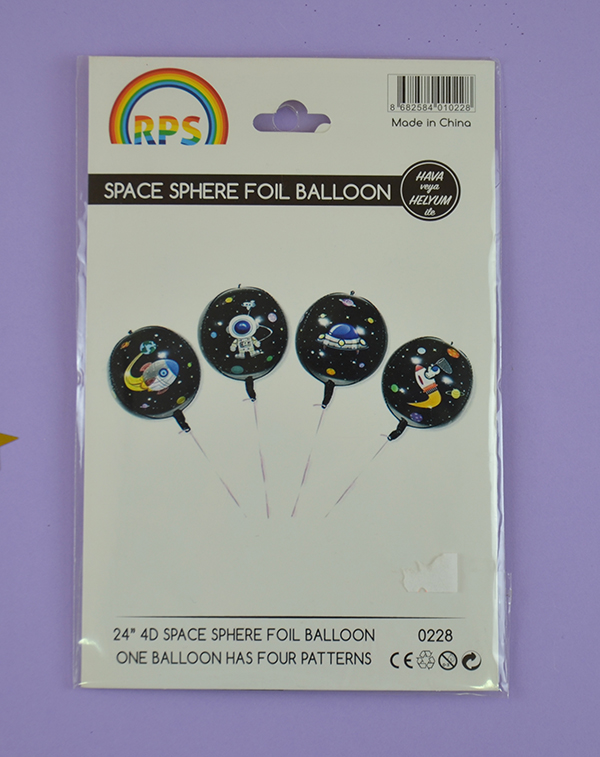 RPS
8 682584 010228
Made in China
SPACE SPHERE FOIL BALLOON
HAVA
veya
HELYUM
ile
24" 4D SPACE SPHERE FOIL BALLOON 0228
ONE BALLOON HAS FOUR PATTERNS CE